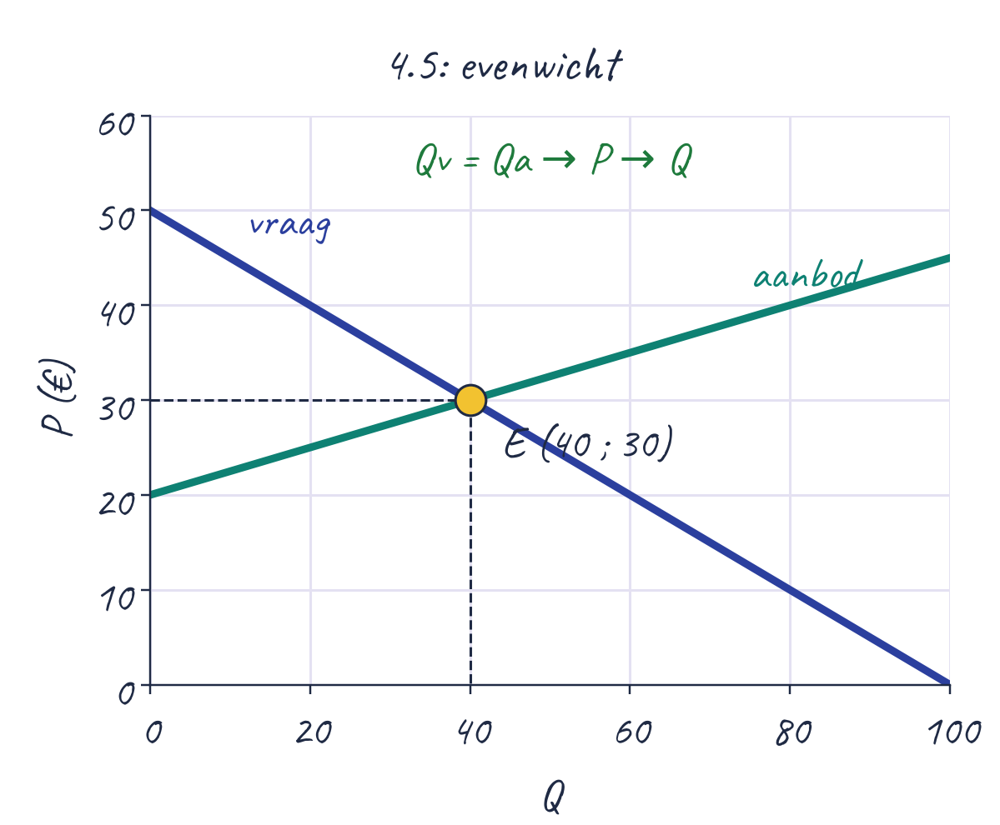 4.5: evenwicht
60
Qv = Qa → P → Q
50
vraag
aanbod
40
P (€)
30
E (40 ; 30)
20
10
0
0 20 40 60 80 100
Q